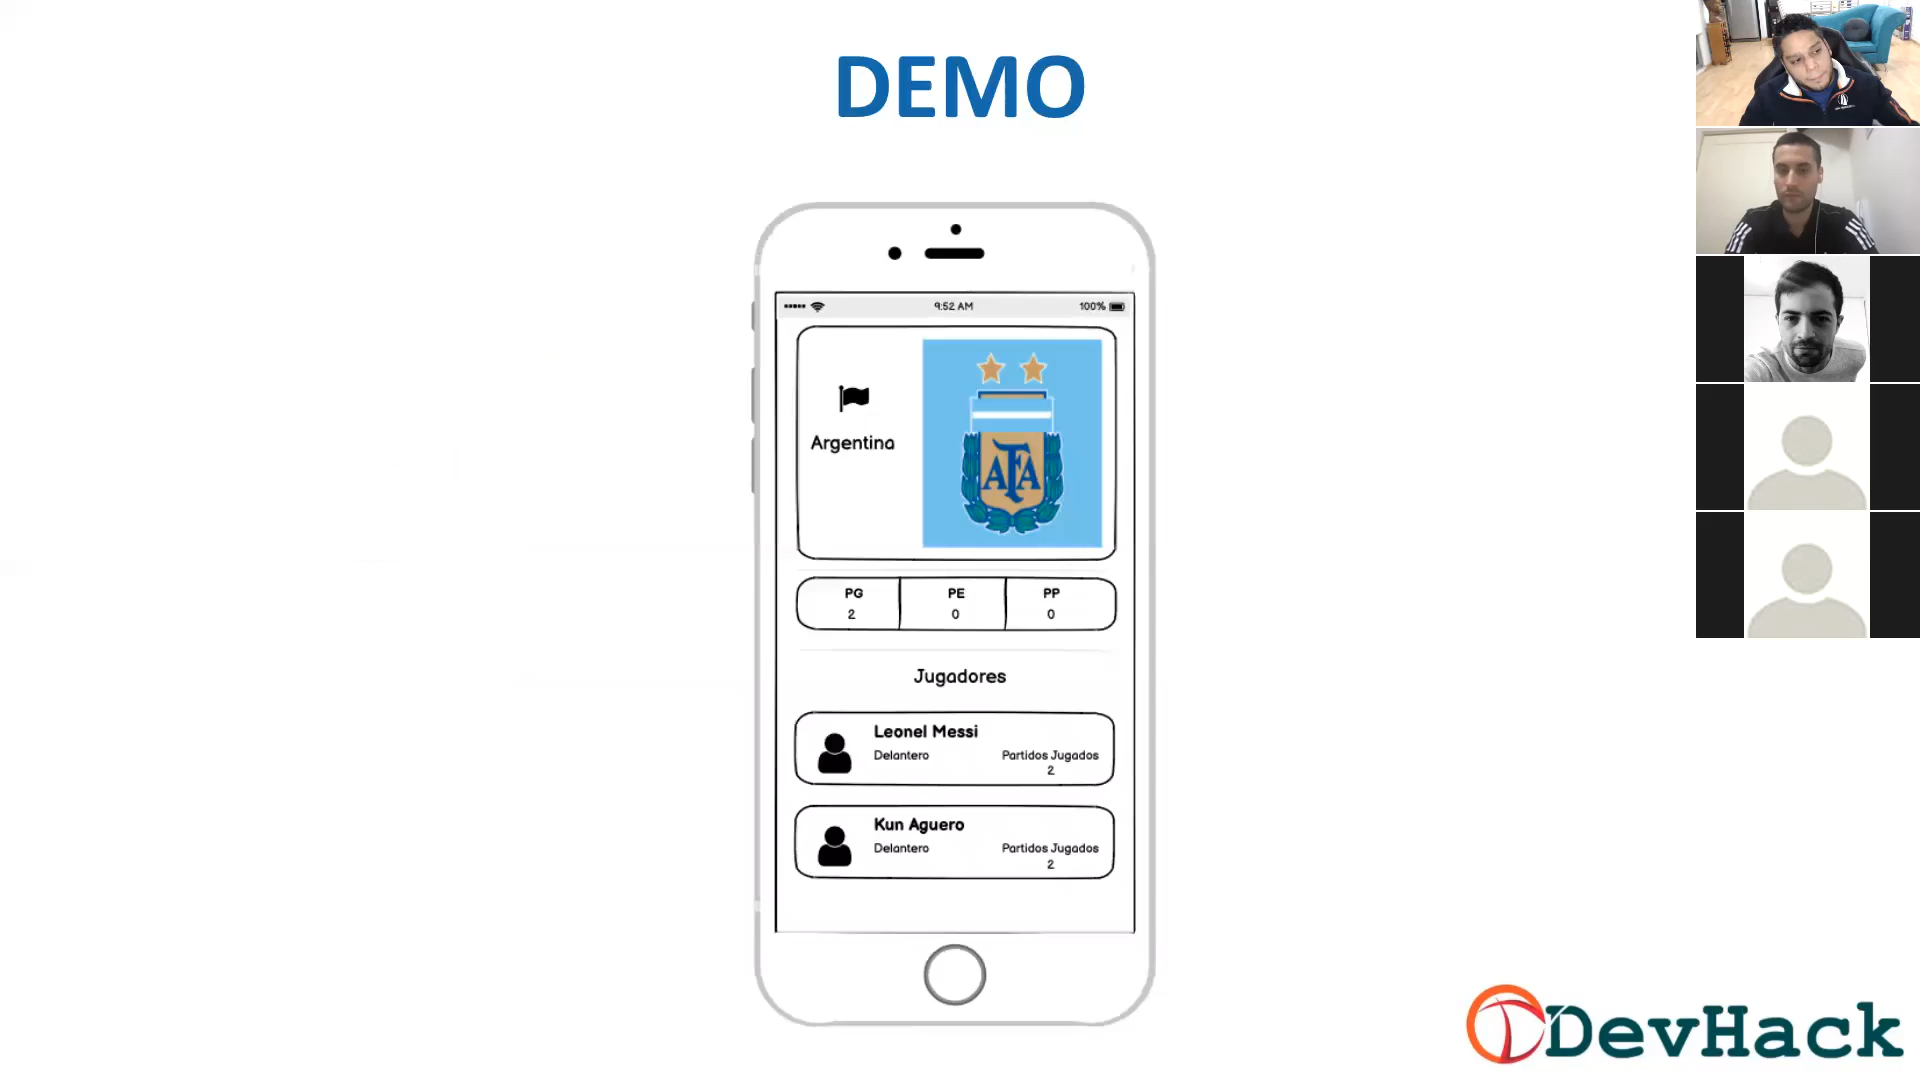 DEMO
9:52 AM
100%
Argentina
AFA
PG
PE
PP
2
0
0
Jugadores
Leonel Messi
Delantero
Partidos Jugados
2
Kun Aguero
Delantero
Partidos Jugados
2
DevHack